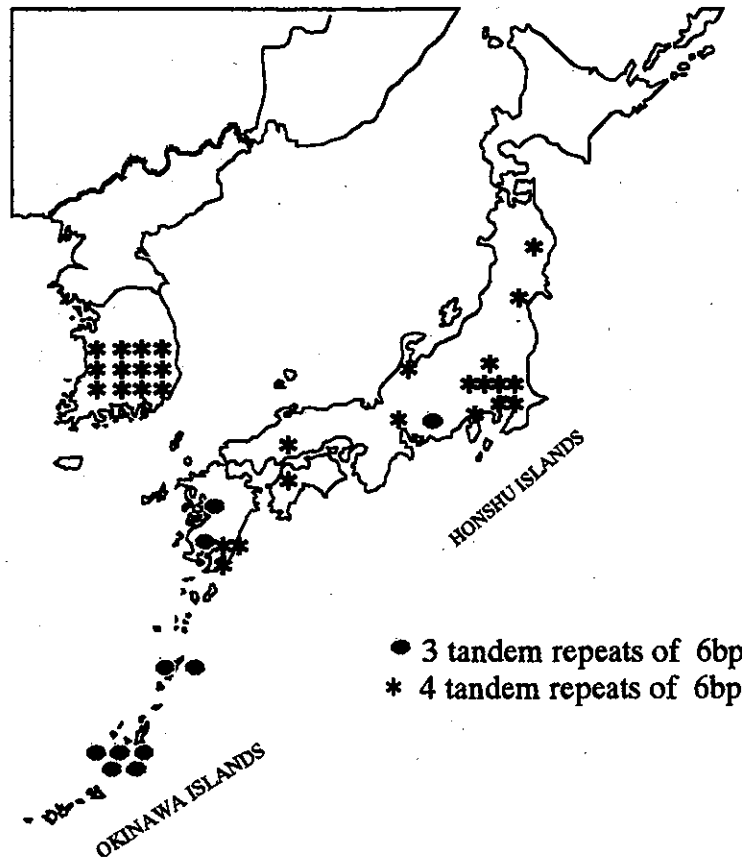 HONSHU ISLANDS
3 tandem repeats of 6bp
* 4 tandem repeats of 6bp
OKINAWA ISLANDS